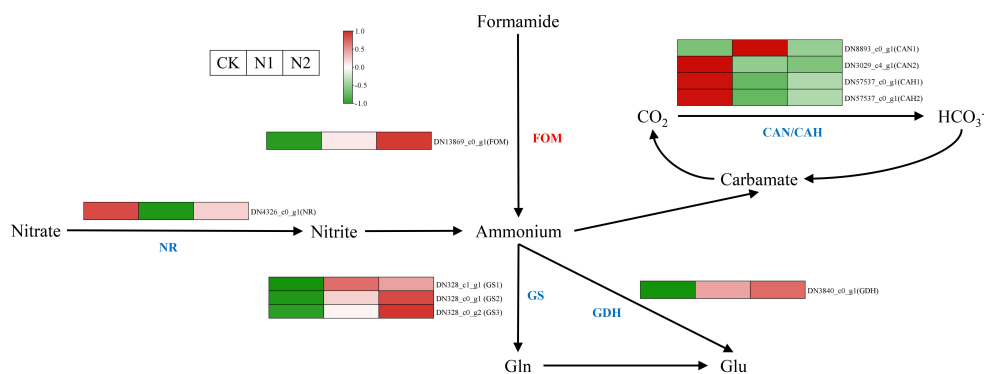 Formamide
CK N1 N2
1.0
0.5
0.0
-0.5
-1.0
DN8893_c0_g1(CAN1)
DN3029_c4_g1(CAN2)
DN57537_c0_g1(CAH1)
DN57537_c0_g1(CAH2)
CO2
HCO3-
CAN/CAH
DN13869_c0_g1(FOM)
FOM
Carbamate
DN4326_c0_g1(NR)
Nitrate
NR
Nitrite
Ammonium
DN328_c1_g1 (GS1)
DN328_c0_g1 (GS2)
DN328_c0_g2 (GS3)
GS
GDH
DN3840_c0_g1(GDH)
Gln
Glu